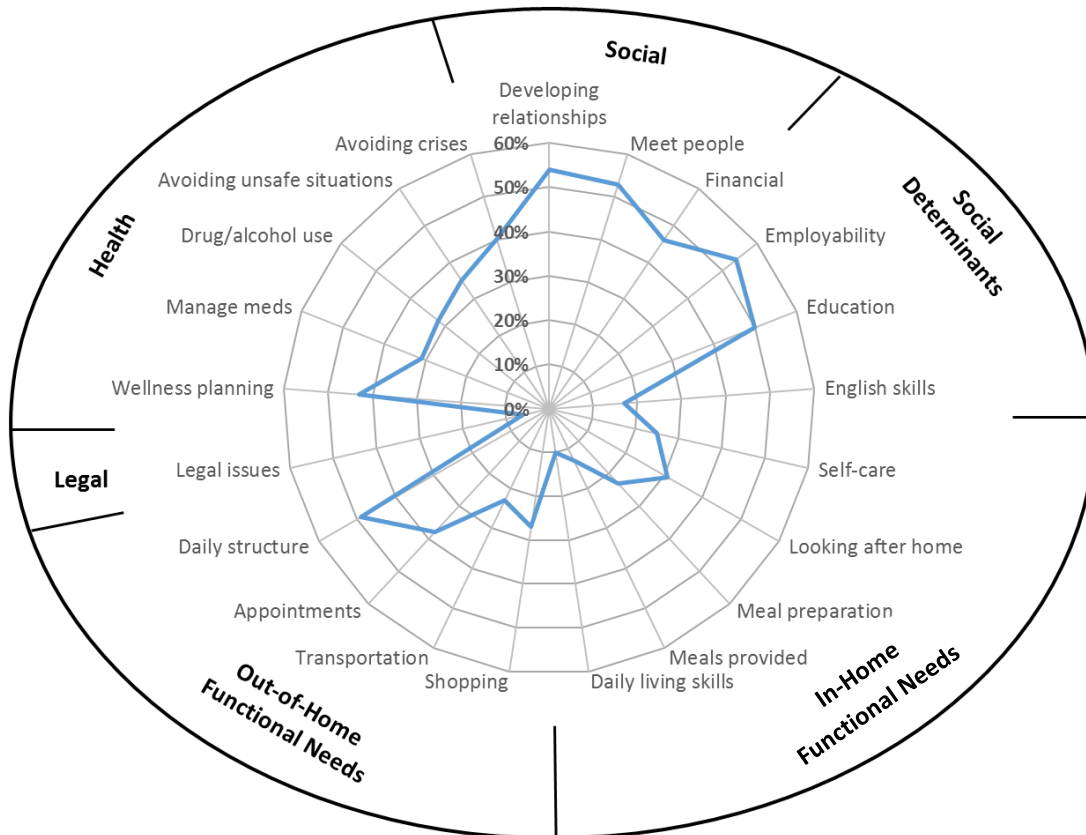 Social
Developing
relationships
Meet people
Financial
Employability
Education
English skills
Self-care
Looking after home
Meal preparation
Meals provided
Daily living skills
Shopping
Transportation
Appointments
Daily structure
Legal issues
Wellness planning
Manage meds
Drug/alcohol use
Avoiding unsafe situations
Avoiding crises
60%
50%
40%
30%
20%
10%
0%
Social
Determinants
In-Home
Functional Needs
Out-of-Home
Functional Needs
Legal
Health